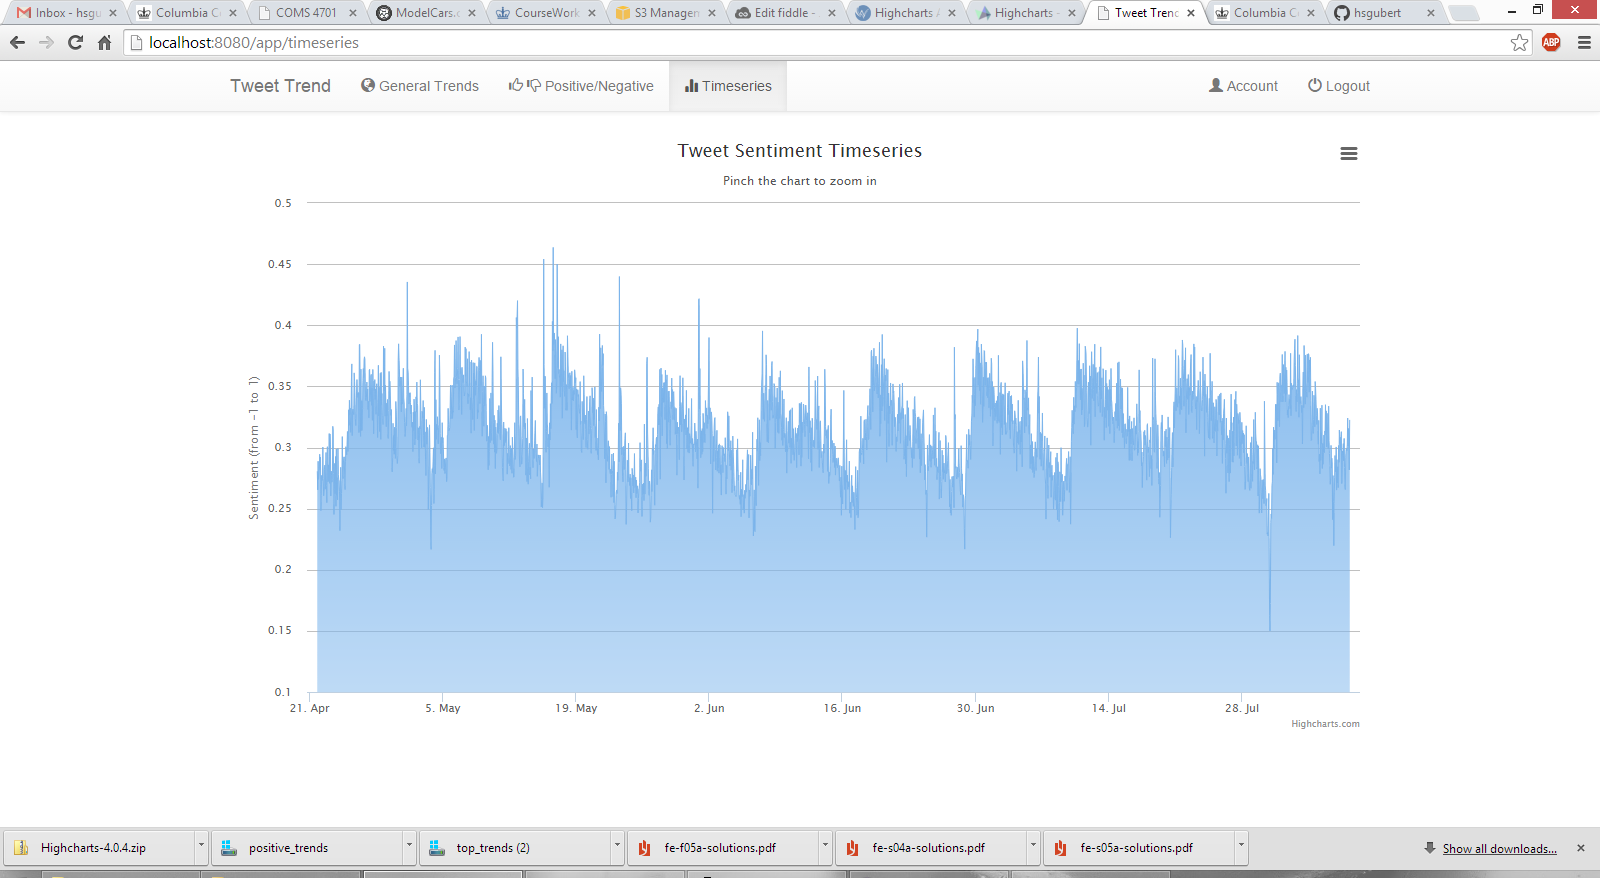 Inbox - hsgu
Columbia C
COMS 4701
ModelCars.c
CourseWork
S3 Managem
Edit fiddle -
Highcharts
Highcharts -
Tweet Trend
Columbia C
hsgubert
localhost:8080/app/timeseries
ABP
Tweet Trend
General Trends
Positive/Negative
Timeseries
Account
Logout
Tweet Sentiment Timeseries
Pinch the chart to zoom in
Sentiment (from -1 to 1)
0.5
0.45
0.4
0.35
0.3
0.25
0.2
0.15
0.1
21. Apr
5. May
19. May
2. Jun
16. Jun
30. Jun
14. Jul
28. Jul
Highcharts.com
Highcharts-4.0.4.zip
positive_trends
top_trends (2)
fe-f05a-solutions.pdf
fe-s04a-solutions.pdf
fe-s05a-solutions.pdf
Show all downloads...